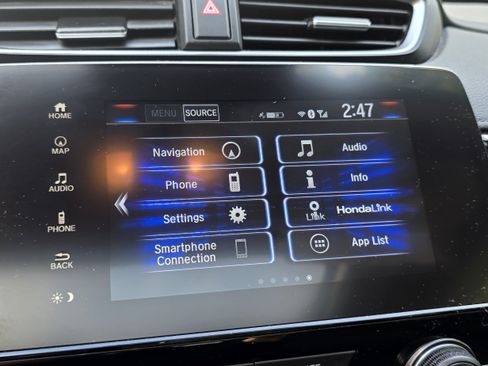 HOME
MAP
AUDIO
PHONE
BACK
MENU SOURCE 2:47
Navigation
Audio
Phone
Info
Settings
Link HondaLink
Smartphone
Connection
App List